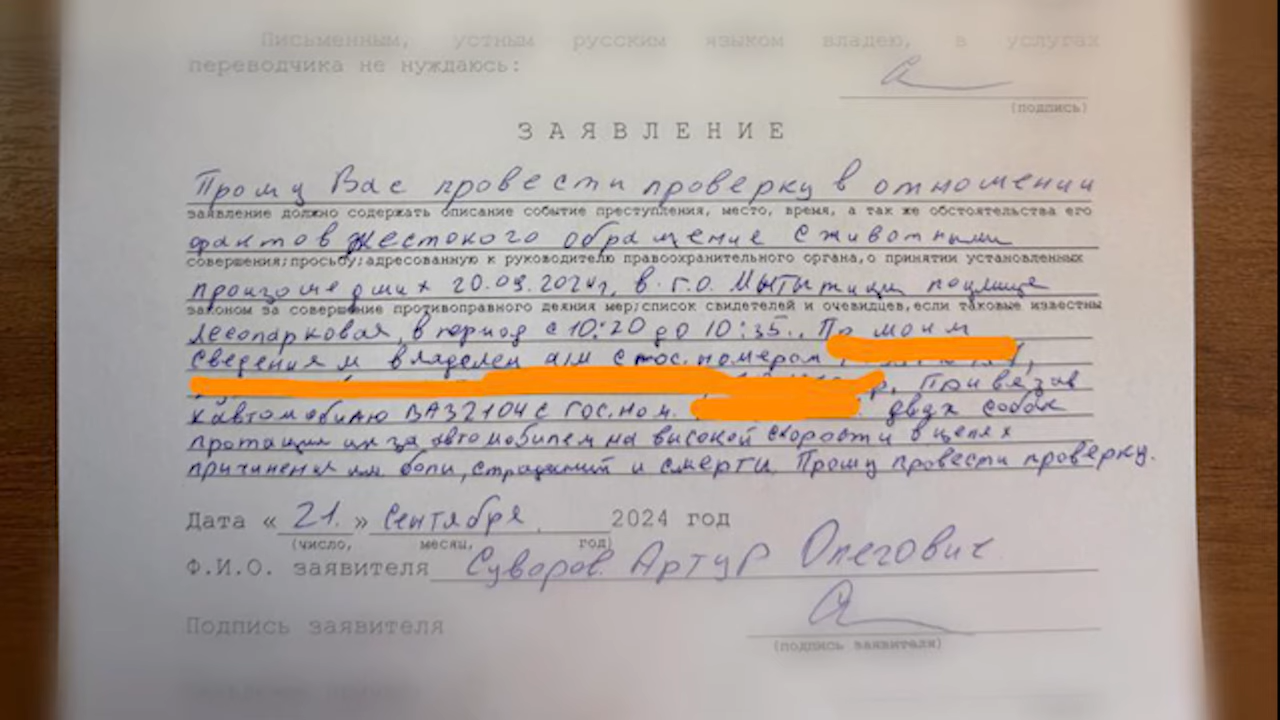 Письменным, устным русским языком владею, в услугах
переводчика не нуждаюсь:
(подпись)
ЗАЯВЛЕНИЕ
Прошу Вас провести проверку в отношении
заявление должно содержать описание событие преступления, место, время, а так же обстоятельства его
фактов жестокого обращение с животными
совершения;просьбу;адресованную к руководителю правоохранительного органа,о принятии установленных
произошедших 20.09.2024г, в г.о. Мытытищи по улице
законом за совершение противоправного деяния мер;список свидетелей и очевидцев,если таковые известны
Лесопарковая, в период с 10:20 до 10:35. По моим
сведениям владелец а/м с гос. номером
Привязав
к автомобилю ВАЗ2104 с гос. ном. двух собак
протащил их за автомобилем на высокой скорости в целях
причинения им боли, страданий и смерти. Прошу провести проверку.
Дата « 21. » Сентября 2024 год
(число, месяц, год)
Ф.И.О. заявителя Суворов Артур Олегович
Подпись заявителя
(подпись заявителя)